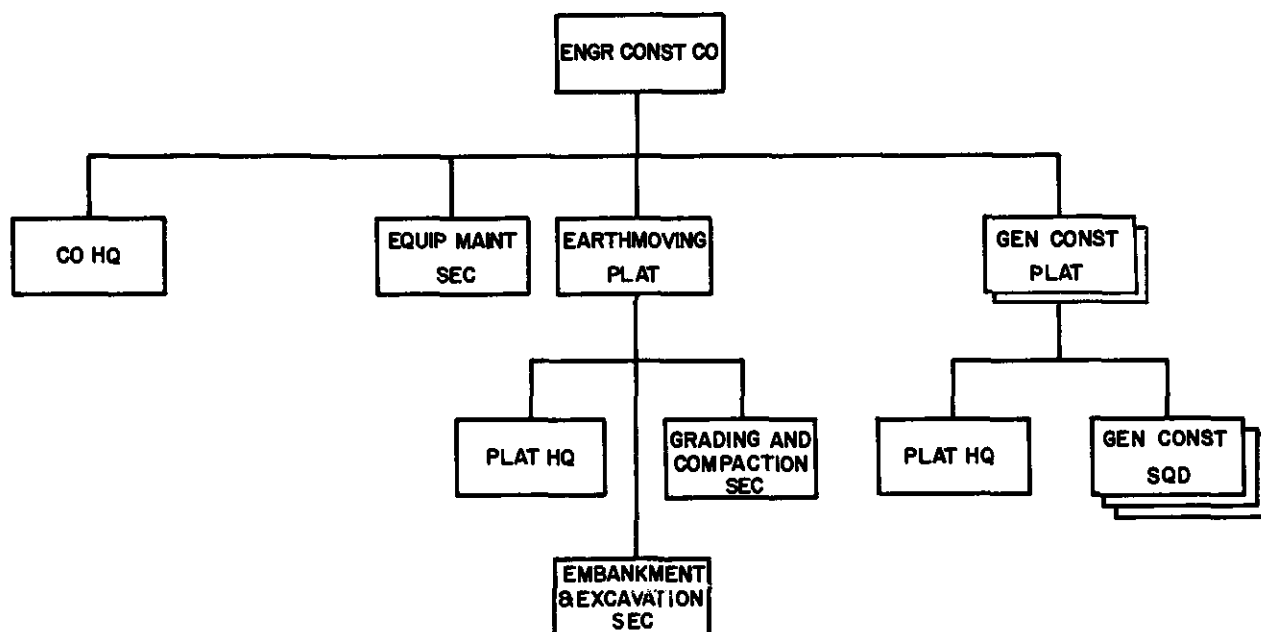 ENGR CONST CO
CO HQ
EQUIP MAINT
SEC
EARTHMOVING
PLAT
GEN CONST
PLAT
PLAT HQ
GRADING AND
COMPACTION
SEC
PLAT HQ
GEN CONST
SQD
EMBANKMENT
& EXCAVATION
SEC